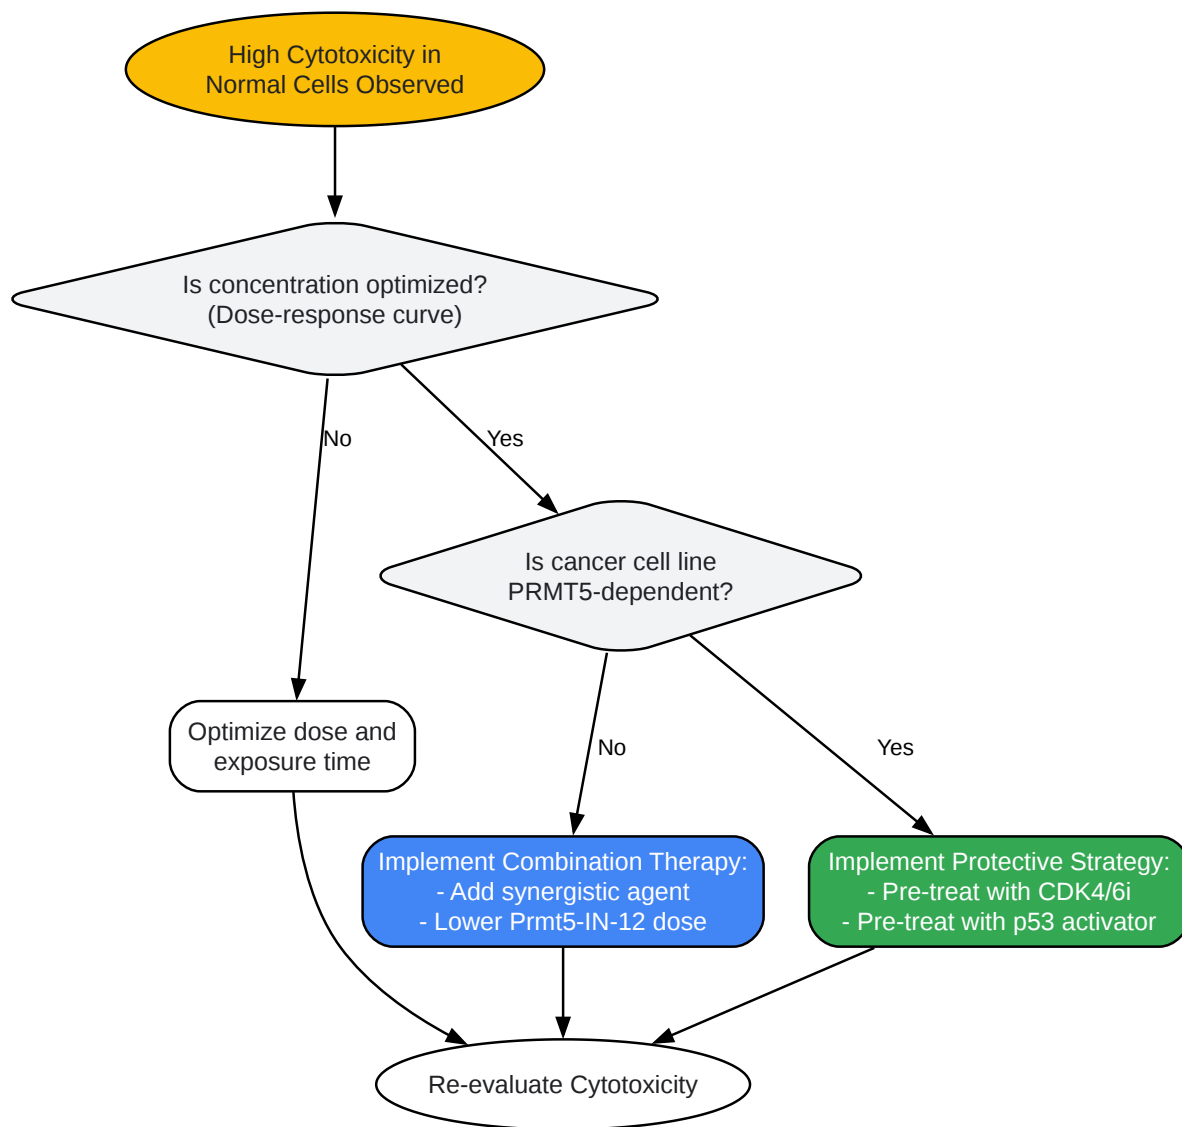 High Cytotoxicity in
Normal Cells Observed
Is concentration optimized?
(Dose-response curve)
No
Yes
Is cancer cell line
PRMT5-dependent?
Optimize dose and
exposure time
No
Yes
Implement Combination Therapy:
- Add synergistic agent
- Lower Prmt5-IN-12 dose
Implement Protective Strategy:
- Pre-treat with CDK4/6i
- Pre-treat with p53 activator
Re-evaluate Cytotoxicity